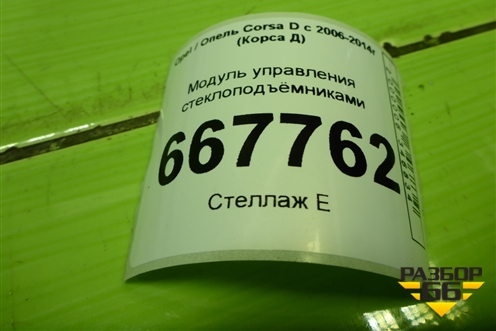 Opel / Опель Corsa D с 2006-2014г
(Корса Д)
Модуль управления
стеклоподъёмниками
667762
Стеллаж Е
РАЗБОР
66